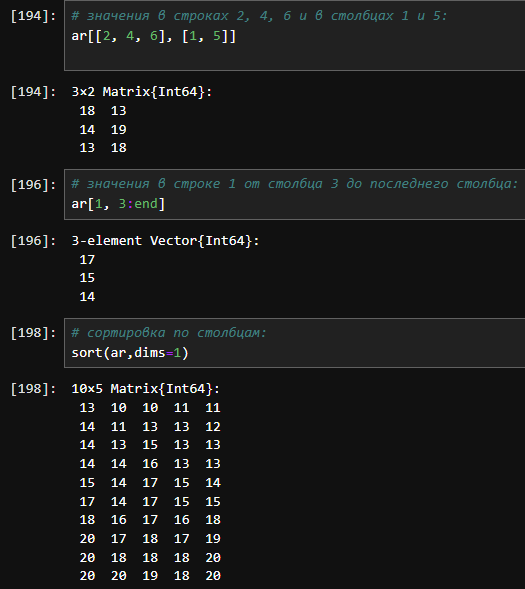 [194]: # значения в строках 2, 4, 6 и в столбцах 1 и 5:
ar[[2, 4, 6], [1, 5]]
[194]: 3×2 Matrix{Int64}:
18 13
14 19
13 18
[196]: # значения в строке 1 от столбца 3 до последнего столбца:
ar[1, 3:end]
[196]: 3-element Vector{Int64}:
17
15
14
[198]: # сортировка по столбцам:
sort(ar,dims=1)
[198]: 10×5 Matrix{Int64}:
13 10 10 11 11
14 11 13 13 12
14 13 15 13 13
14 14 16 13 13
15 14 17 15 14
17 14 17 15 15
18 16 17 16 18
20 17 18 17 19
20 18 18 18 20
20 20 19 18 20